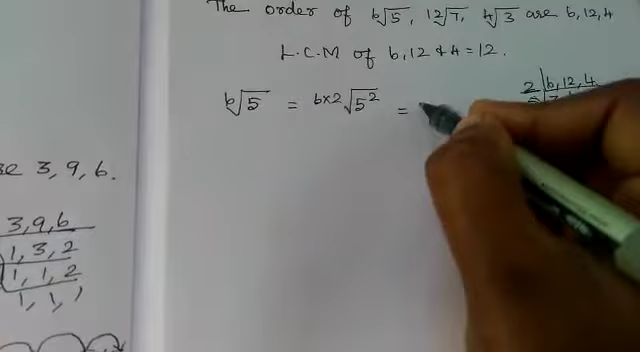 The order of ⁶√5, ¹²√7, ⁴√3 are 6, 12, 4
L.C.M of 6, 12 & 4 = 12.
⁶√5 = ⁶ˣ²√5² =
2 | 6, 12, 4
3, 9, 6.
3, 9, 6
1, 3, 2
1, 1, 2
1, 1, 1